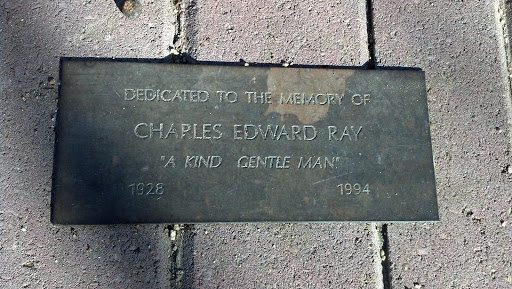 DEDICATED TO THE MEMORY OF
CHARLES EDWARD RAY
"A KIND GENTLE MAN"
1928 1994